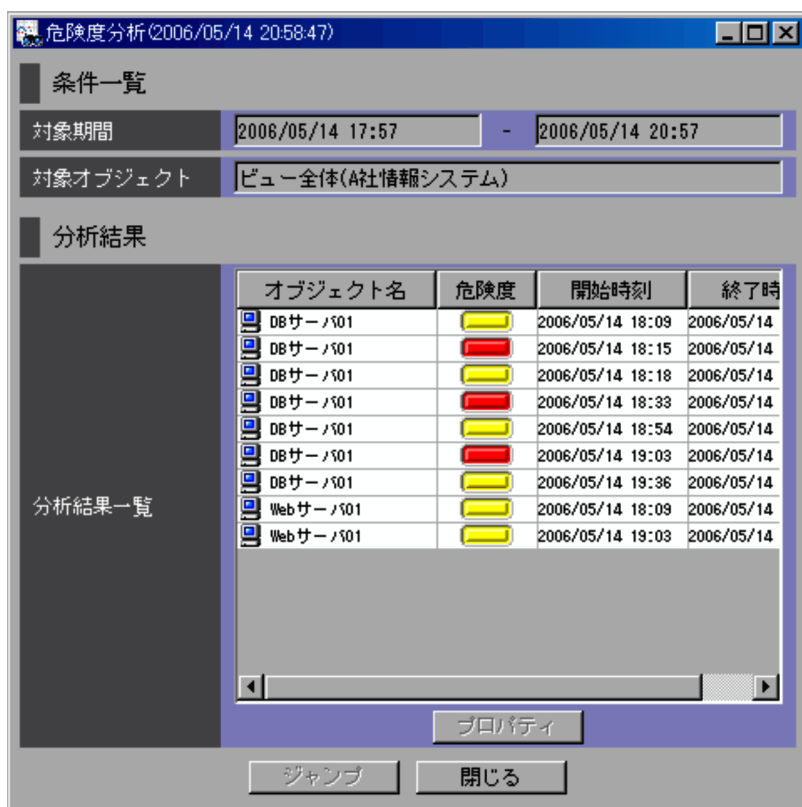 危険度分析(2006/05/14 20:58:47)
条件一覧
対象期間 2006/05/14 17:57 - 2006/05/14 20:57
対象オブジェクト ビュー全体(A社情報システム)
分析結果
分析結果一覧
オブジェクト名 危険度 開始時刻 終了時
DBサーバ01 2006/05/14 18:09 2006/05/14
DBサーバ01 2006/05/14 18:15 2006/05/14
DBサーバ01 2006/05/14 18:18 2006/05/14
DBサーバ01 2006/05/14 18:33 2006/05/14
DBサーバ01 2006/05/14 18:54 2006/05/14
DBサーバ01 2006/05/14 19:03 2006/05/14
DBサーバ01 2006/05/14 19:36 2006/05/14
Webサーバ01 2006/05/14 18:09 2006/05/14
Webサーバ01 2006/05/14 19:03 2006/05/14
プロパティ
ジャンプ 閉じる